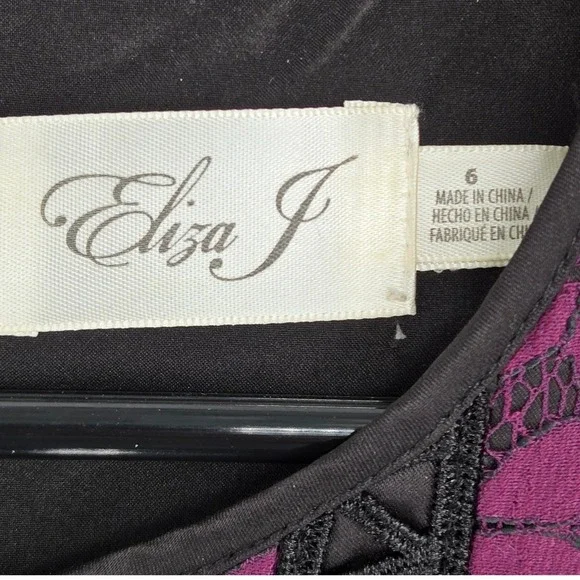 Eliza J
6
MADE IN CHINA /
HECHO EN CHINA /
FABRIQUÉ EN